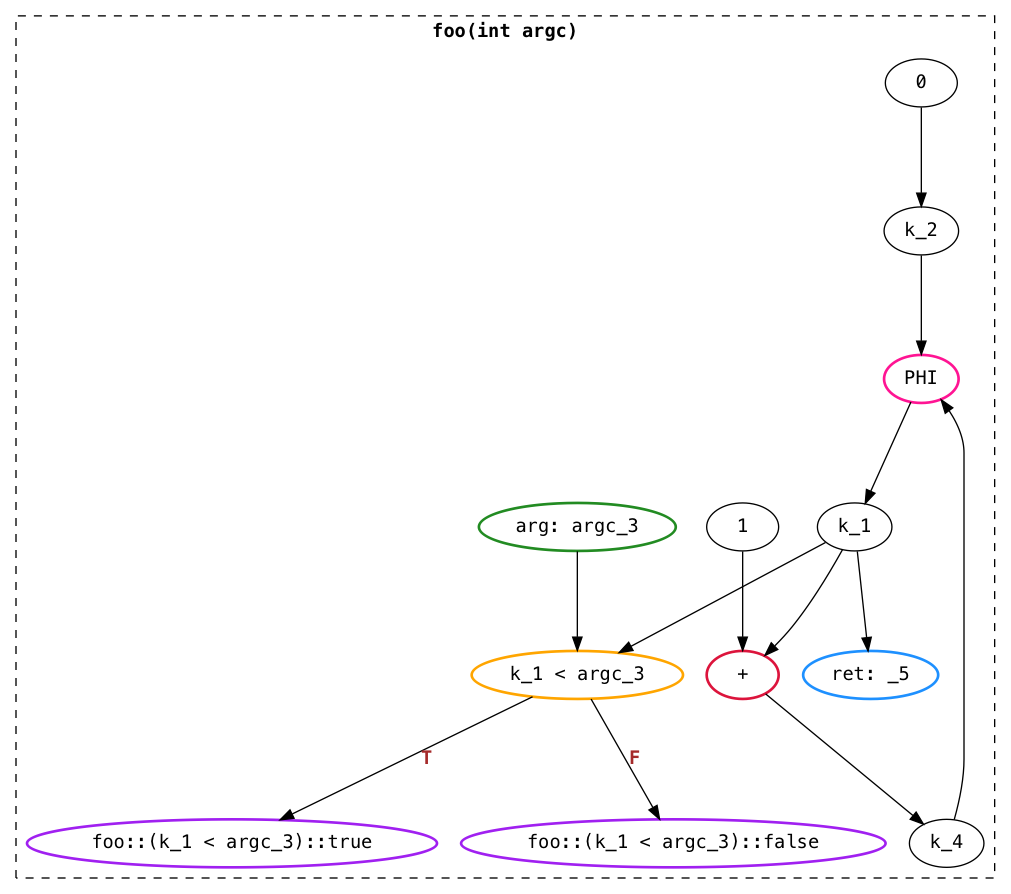 foo(int argc)
0
k_2
PHI
arg: argc_3
1
k_1
k_1 < argc_3
+
ret: _5
T
F
foo::(k_1 < argc_3)::true
foo::(k_1 < argc_3)::false
k_4